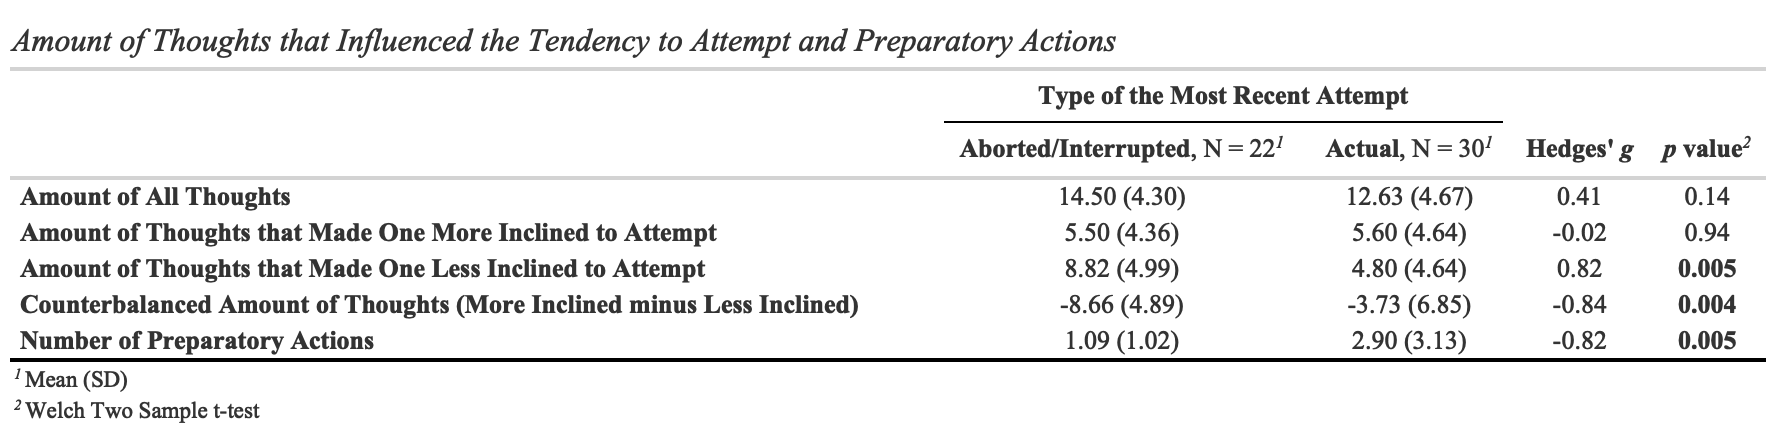 Amount of Thoughts that Influenced the Tendency to Attempt and Preparatory Actions
Type of the Most Recent Attempt
Aborted/Interrupted, N = 22¹ Actual, N = 30¹ Hedges' g p value²
Amount of All Thoughts 14.50 (4.30) 12.63 (4.67) 0.41 0.14
Amount of Thoughts that Made One More Inclined to Attempt 5.50 (4.36) 5.60 (4.64) -0.02 0.94
Amount of Thoughts that Made One Less Inclined to Attempt 8.82 (4.99) 4.80 (4.64) 0.82 0.005
Counterbalanced Amount of Thoughts (More Inclined minus Less Inclined) -8.66 (4.89) -3.73 (6.85) -0.84 0.004
Number of Preparatory Actions 1.09 (1.02) 2.90 (3.13) -0.82 0.005
¹ Mean (SD)
² Welch Two Sample t-test